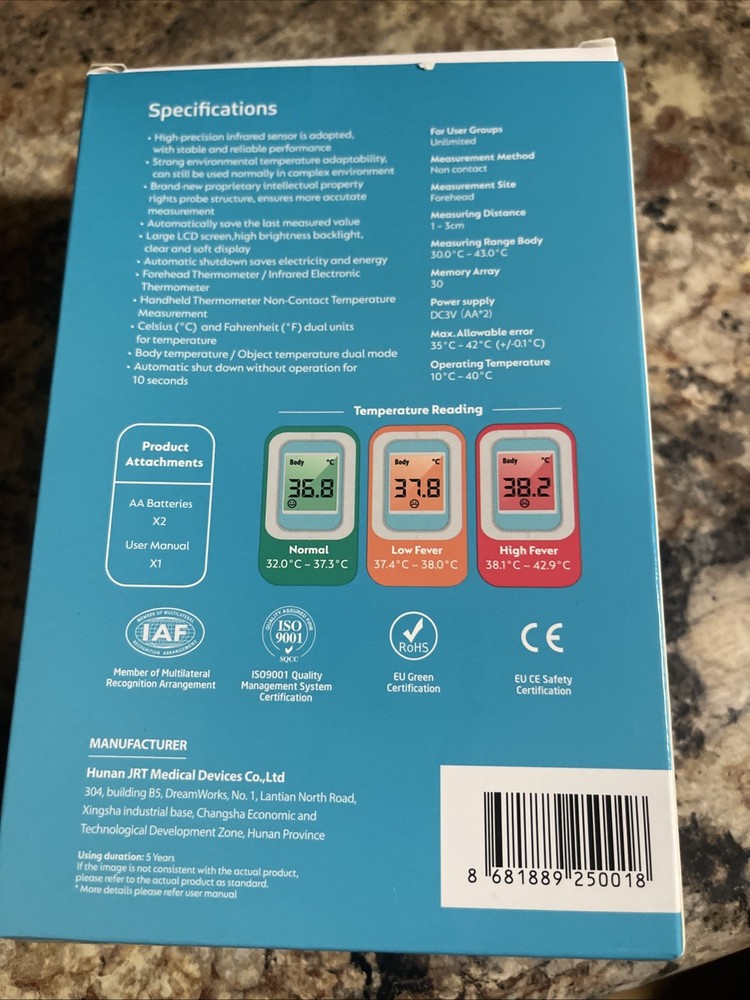 Specifications
• High-precision infrared sensor is adopted,
with stable and reliable performance
• Strong environmental temperature adaptability,
can still be used normally in complex environment
• Brand-new proprietary intellectual property
rights probe structure, ensures more accutate
measurement
• Automatically save the last measured value
• Large LCD screen,high brightness backlight,
clear and soft display
• Automatic shutdown saves electricity and energy
• Forehead Thermometer / Infrared Electronic
Thermometer
• Handheld Thermometer Non-Contact Temperature
Measurement
• Celsius (°C) and Fahrenheit (°F) dual units
for temperature
• Body temperature / Object temperature dual mode
• Automatic shut down without operation for
10 seconds
For User Groups
Unlimited
Measurement Method
Non contact
Measurement Site
Forehead
Measuring Distance
1 ~ 3cm
Measuring Range Body
30.0°C ~ 43.0°C
Memory Array
30
Power supply
DC3V (AA*2)
Max. Allowable error
35°C ~ 42°C (+/-0.1°C)
Operating Temperature
10°C ~ 40°C
Product
Attachments
AA Batteries
X2
User Manual
X1
Temperature Reading
Body °C
36.8
Normal
32.0°C ~ 37.3°C
Body °C
37.8
Low Fever
37.4°C ~ 38.0°C
Body °C
38.2
High Fever
38.1°C ~ 42.9°C
MEMBER OF MULTILATERAL
IAF
RECOGNITION ARRANGEMENT
Member of Multilateral
Recognition Arrangement
QUALITY ASSURED FIRM
ISO
9001
SQCC
ISO9001 Quality
Management System
Certification
RoHS
EU Green
Certification
CE
EU CE Safety
Certification
MANUFACTURER
Hunan JRT Medical Devices Co.,Ltd
304, building B5, DreamWorks, No. 1, Lantian North Road,
Xingsha industrial base, Changsha Economic and
Technological Development Zone, Hunan Province
Using duration: 5 Years
If the image is not consistent with the actual product,
please refer to the actual product as standard.
* More details please refer user manual
8 681889 250018